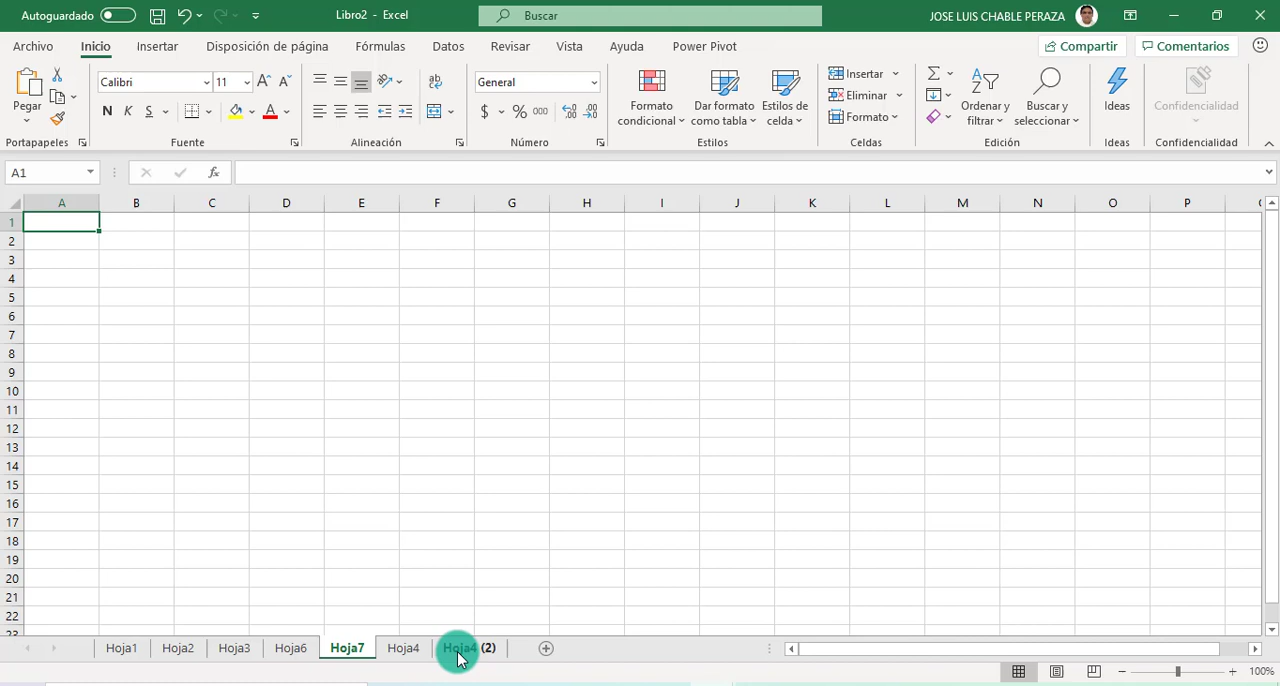 Autoguardado
Libro2 - Excel
Buscar
JOSE LUIS CHABLE PERAZA
Archivo Inicio Insertar Disposición de página Fórmulas Datos Revisar Vista Ayuda Power Pivot
Compartir Comentarios
Pegar
Calibri 11
N K S
A A
General
$ % 000
Formato condicional
Dar formato como tabla
Estilos de celda
Insertar
Eliminar
Formato
Ordenar y filtrar
Buscar y seleccionar
Ideas
Confidencialidad
Portapapeles Fuente Alineación Número Estilos Celdas Edición Ideas Confidencialidad
A1 fx
A B C D E F G H I J K L M N O P
1
2
3
4
5
6
7
8
9
10
11
12
13
14
15
16
17
18
19
20
21
22
23
Hoja1 Hoja2 Hoja3 Hoja6 Hoja7 Hoja4 Hoja4 (2)
100%